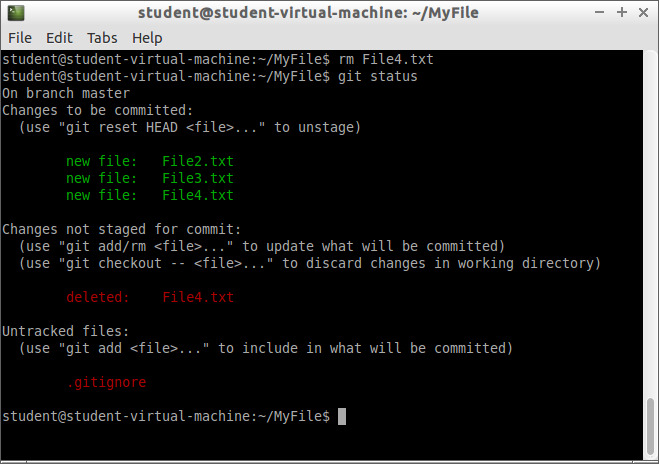 student@student-virtual-machine: ~/MyFile
File Edit Tabs Help
student@student-virtual-machine:~/MyFile$ rm File4.txt
student@student-virtual-machine:~/MyFile$ git status
On branch master
Changes to be committed:
  (use "git reset HEAD <file>..." to unstage)

        new file:   File2.txt
        new file:   File3.txt
        new file:   File4.txt

Changes not staged for commit:
  (use "git add/rm <file>..." to update what will be committed)
  (use "git checkout -- <file>..." to discard changes in working directory)

        deleted:    File4.txt

Untracked files:
  (use "git add <file>..." to include in what will be committed)

        .gitignore

student@student-virtual-machine:~/MyFile$